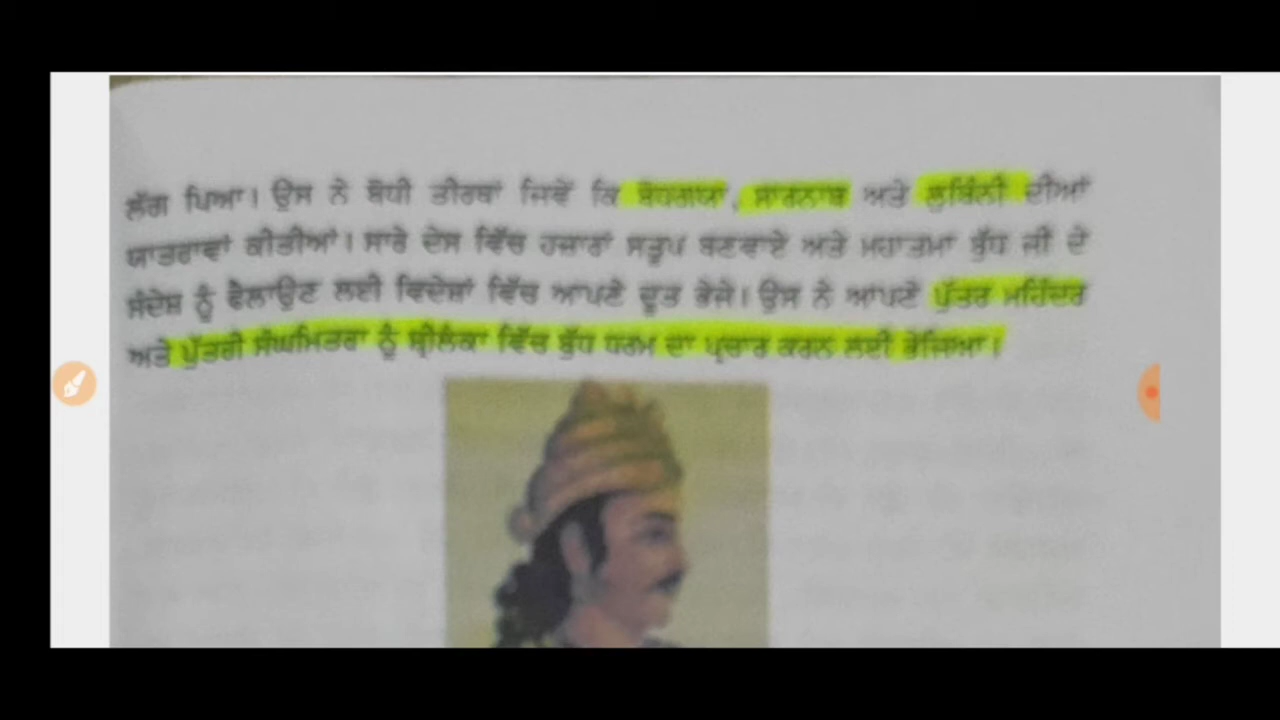 ਲੱਗ ਪਿਆ। ਉਸ ਨੇ ਬੋਧੀ ਤੀਰਥਾਂ ਜਿਵੇਂ ਕਿ ਬੋਧਗਯਾ, ਸਾਰਨਾਥ ਅਤੇ ਲੁਬਿੰਨੀ ਦੀਆਂ
ਯਾਤਰਾਵਾਂ ਕੀਤੀਆਂ। ਸਾਰੇ ਦੇਸ ਵਿੱਚ ਹਜ਼ਾਰਾਂ ਸਤੂਪ ਬਣਵਾਏ ਅਤੇ ਮਹਾਤਮਾ ਬੁੱਧ ਜੀ ਦੇ
ਸੰਦੇਸ਼ ਨੂੰ ਫੈਲਾਉਣ ਲਈ ਵਿਦੇਸ਼ਾਂ ਵਿੱਚ ਆਪਣੇ ਦੂਤ ਭੇਜੇ। ਉਸ ਨੇ ਆਪਣੇ ਪੁੱਤਰ ਮਹਿੰਦਰ
ਅਤੇ ਪੁੱਤਰੀ ਸੰਘਮਿਤਰਾ ਨੂੰ ਸ੍ਰੀਲੰਕਾ ਵਿੱਚ ਬੁੱਧ ਧਰਮ ਦਾ ਪ੍ਰਚਾਰ ਕਰਨ ਲਈ ਭੇਜਿਆ।